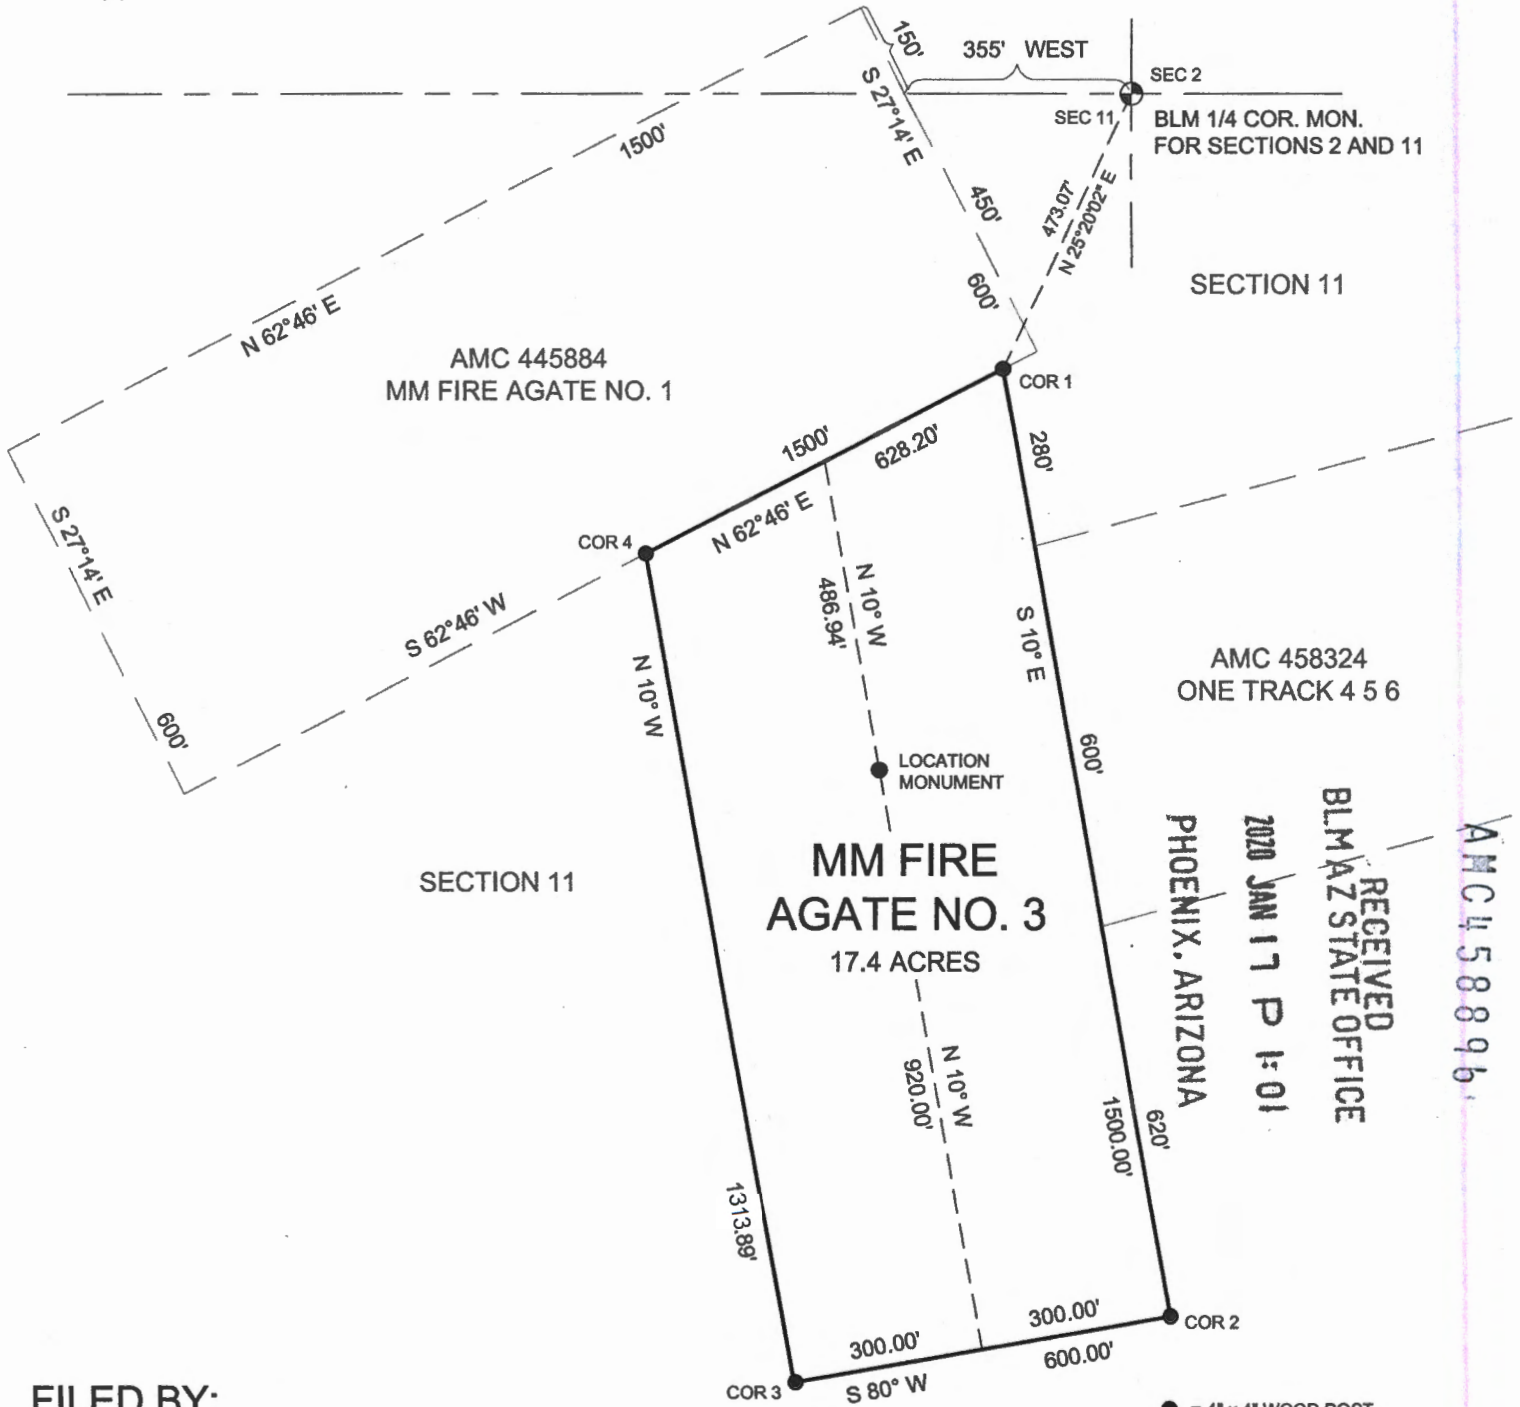 150'
355' WEST
SEC 2
SEC 11
BLM 1/4 COR. MON.
FOR SECTIONS 2 AND 11
S 27°14' E
1500'
450'
473.07'
N 25°20'02" E
600'
SECTION 11
N 62°46' E
AMC 445884
MM FIRE AGATE NO. 1
COR 1
1500'
628.20'
280'
N 62°46' E
COR 4
S 27°14' E
S 62°46' W
600'
N 10° W
N 10° W
486.94'
S 10° E
AMC 458324
ONE TRACK 4 5 6
600'
LOCATION
MONUMENT
MM FIRE
AGATE NO. 3
17.4 ACRES
SECTION 11
RECEIVED
BLM AZ STATE OFFICE
2020 JAN 17 P 1:01
PHOENIX, ARIZONA
AMC458896
N 10° W
920.00'
620'
1500.00'
1313.89'
300.00'
300.00'
600.00'
COR 2
COR 3
S 80° W
FILED BY:
= 4" x 4" WOOD POST